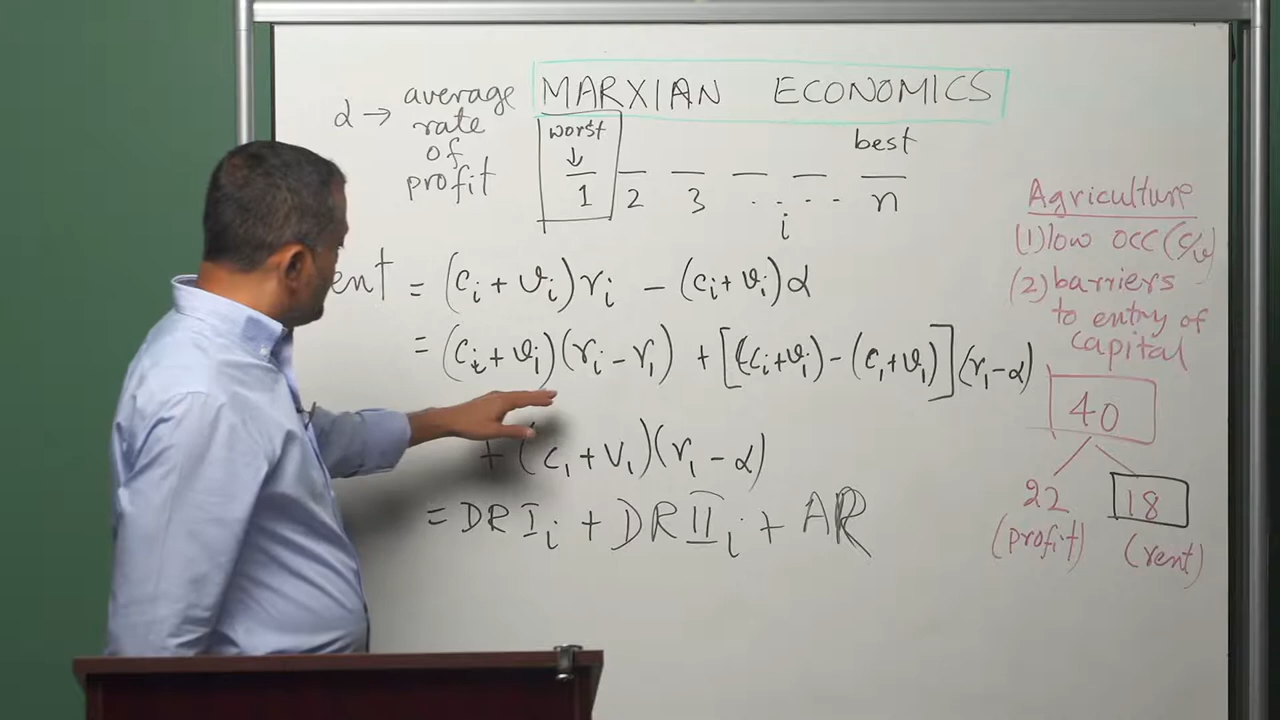 MARXIAN ECONOMICS
α → average
rate
of
profit
worst
↓
best
1 2 3 . . i . . n
ent = (cᵢ + vᵢ)rᵢ − (cᵢ + vᵢ)α
= (cᵢ + vᵢ)(rᵢ − r₁) + [(cᵢ + vᵢ) − (c₁ + v₁)](r₁ − α)
+ (c₁ + v₁)(r₁ − α)
= DR Iᵢ + DR IIᵢ + AR
Agriculture
(1) low OCC (c/v)
(2) barriers
to entry of
capital
40
22 18
(profit) (rent)